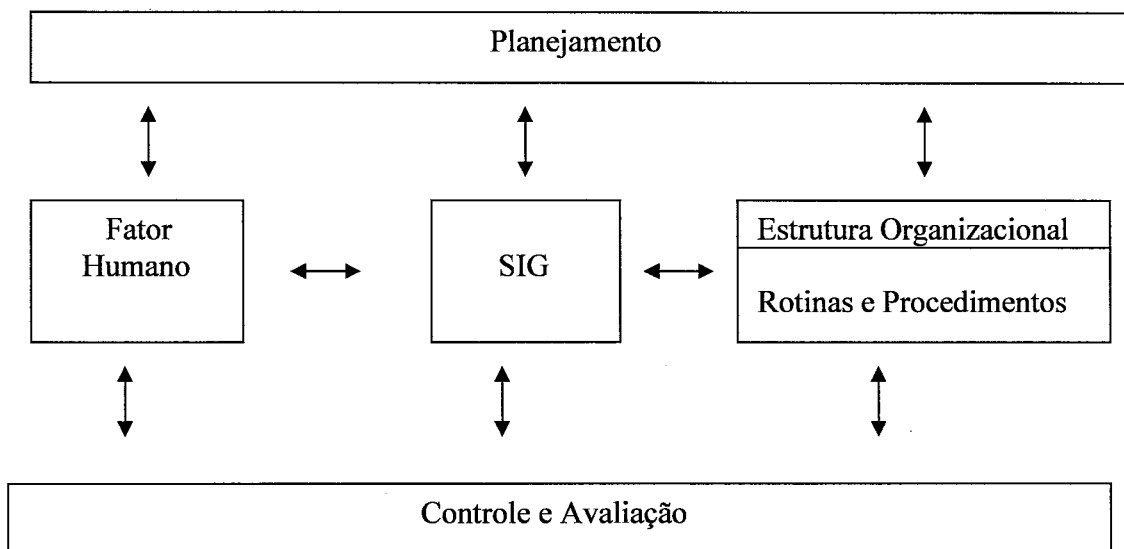 Planejamento
Fator
Humano
SIG
Estrutura Organizacional
Rotinas e Procedimentos
Controle e Avaliação